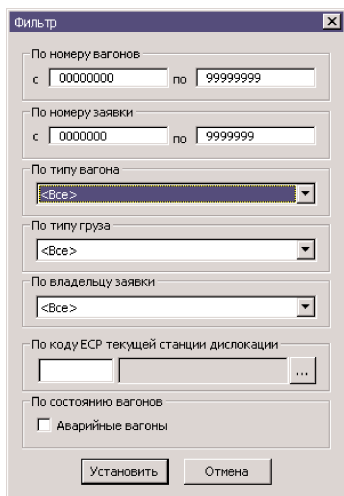 Фильтр
По номеру вагонов
с 00000000 по 99999999
По номеру заявки
с 0000000 по 9999999
По типу вагона
<Все>
По типу груза
<Все>
По владельцу заявки
<Все>
По коду ЕСР текущей станции дислокации
...
По состоянию вагонов
Аварийные вагоны
Установить Отмена